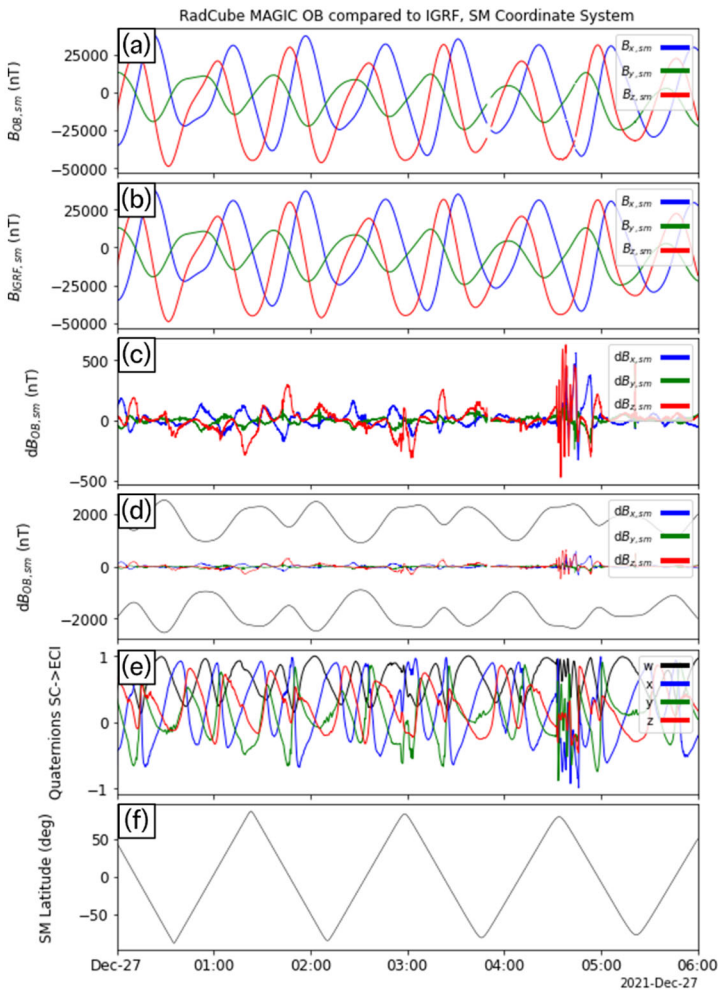 RadCube MAGIC OB compared to IGRF, SM Coordinate System
(a)
B_OB,sm (nT)
25000
0
−25000
−50000
B_x,sm
B_y,sm
B_z,sm
(b)
B_IGRF,sm (nT)
25000
0
−25000
−50000
B_x,sm
B_y,sm
B_z,sm
(c)
dB_OB,sm (nT)
500
0
−500
dB_x,sm
dB_y,sm
dB_z,sm
(d)
dB_OB,sm (nT)
2000
0
−2000
dB_x,sm
dB_y,sm
dB_z,sm
(e)
Quaternions SC->ECI
1
0
−1
w
x
y
z
(f)
SM Latitude (deg)
50
0
−50
Dec-27 01:00 02:00 03:00 04:00 05:00 06:00
2021-Dec-27